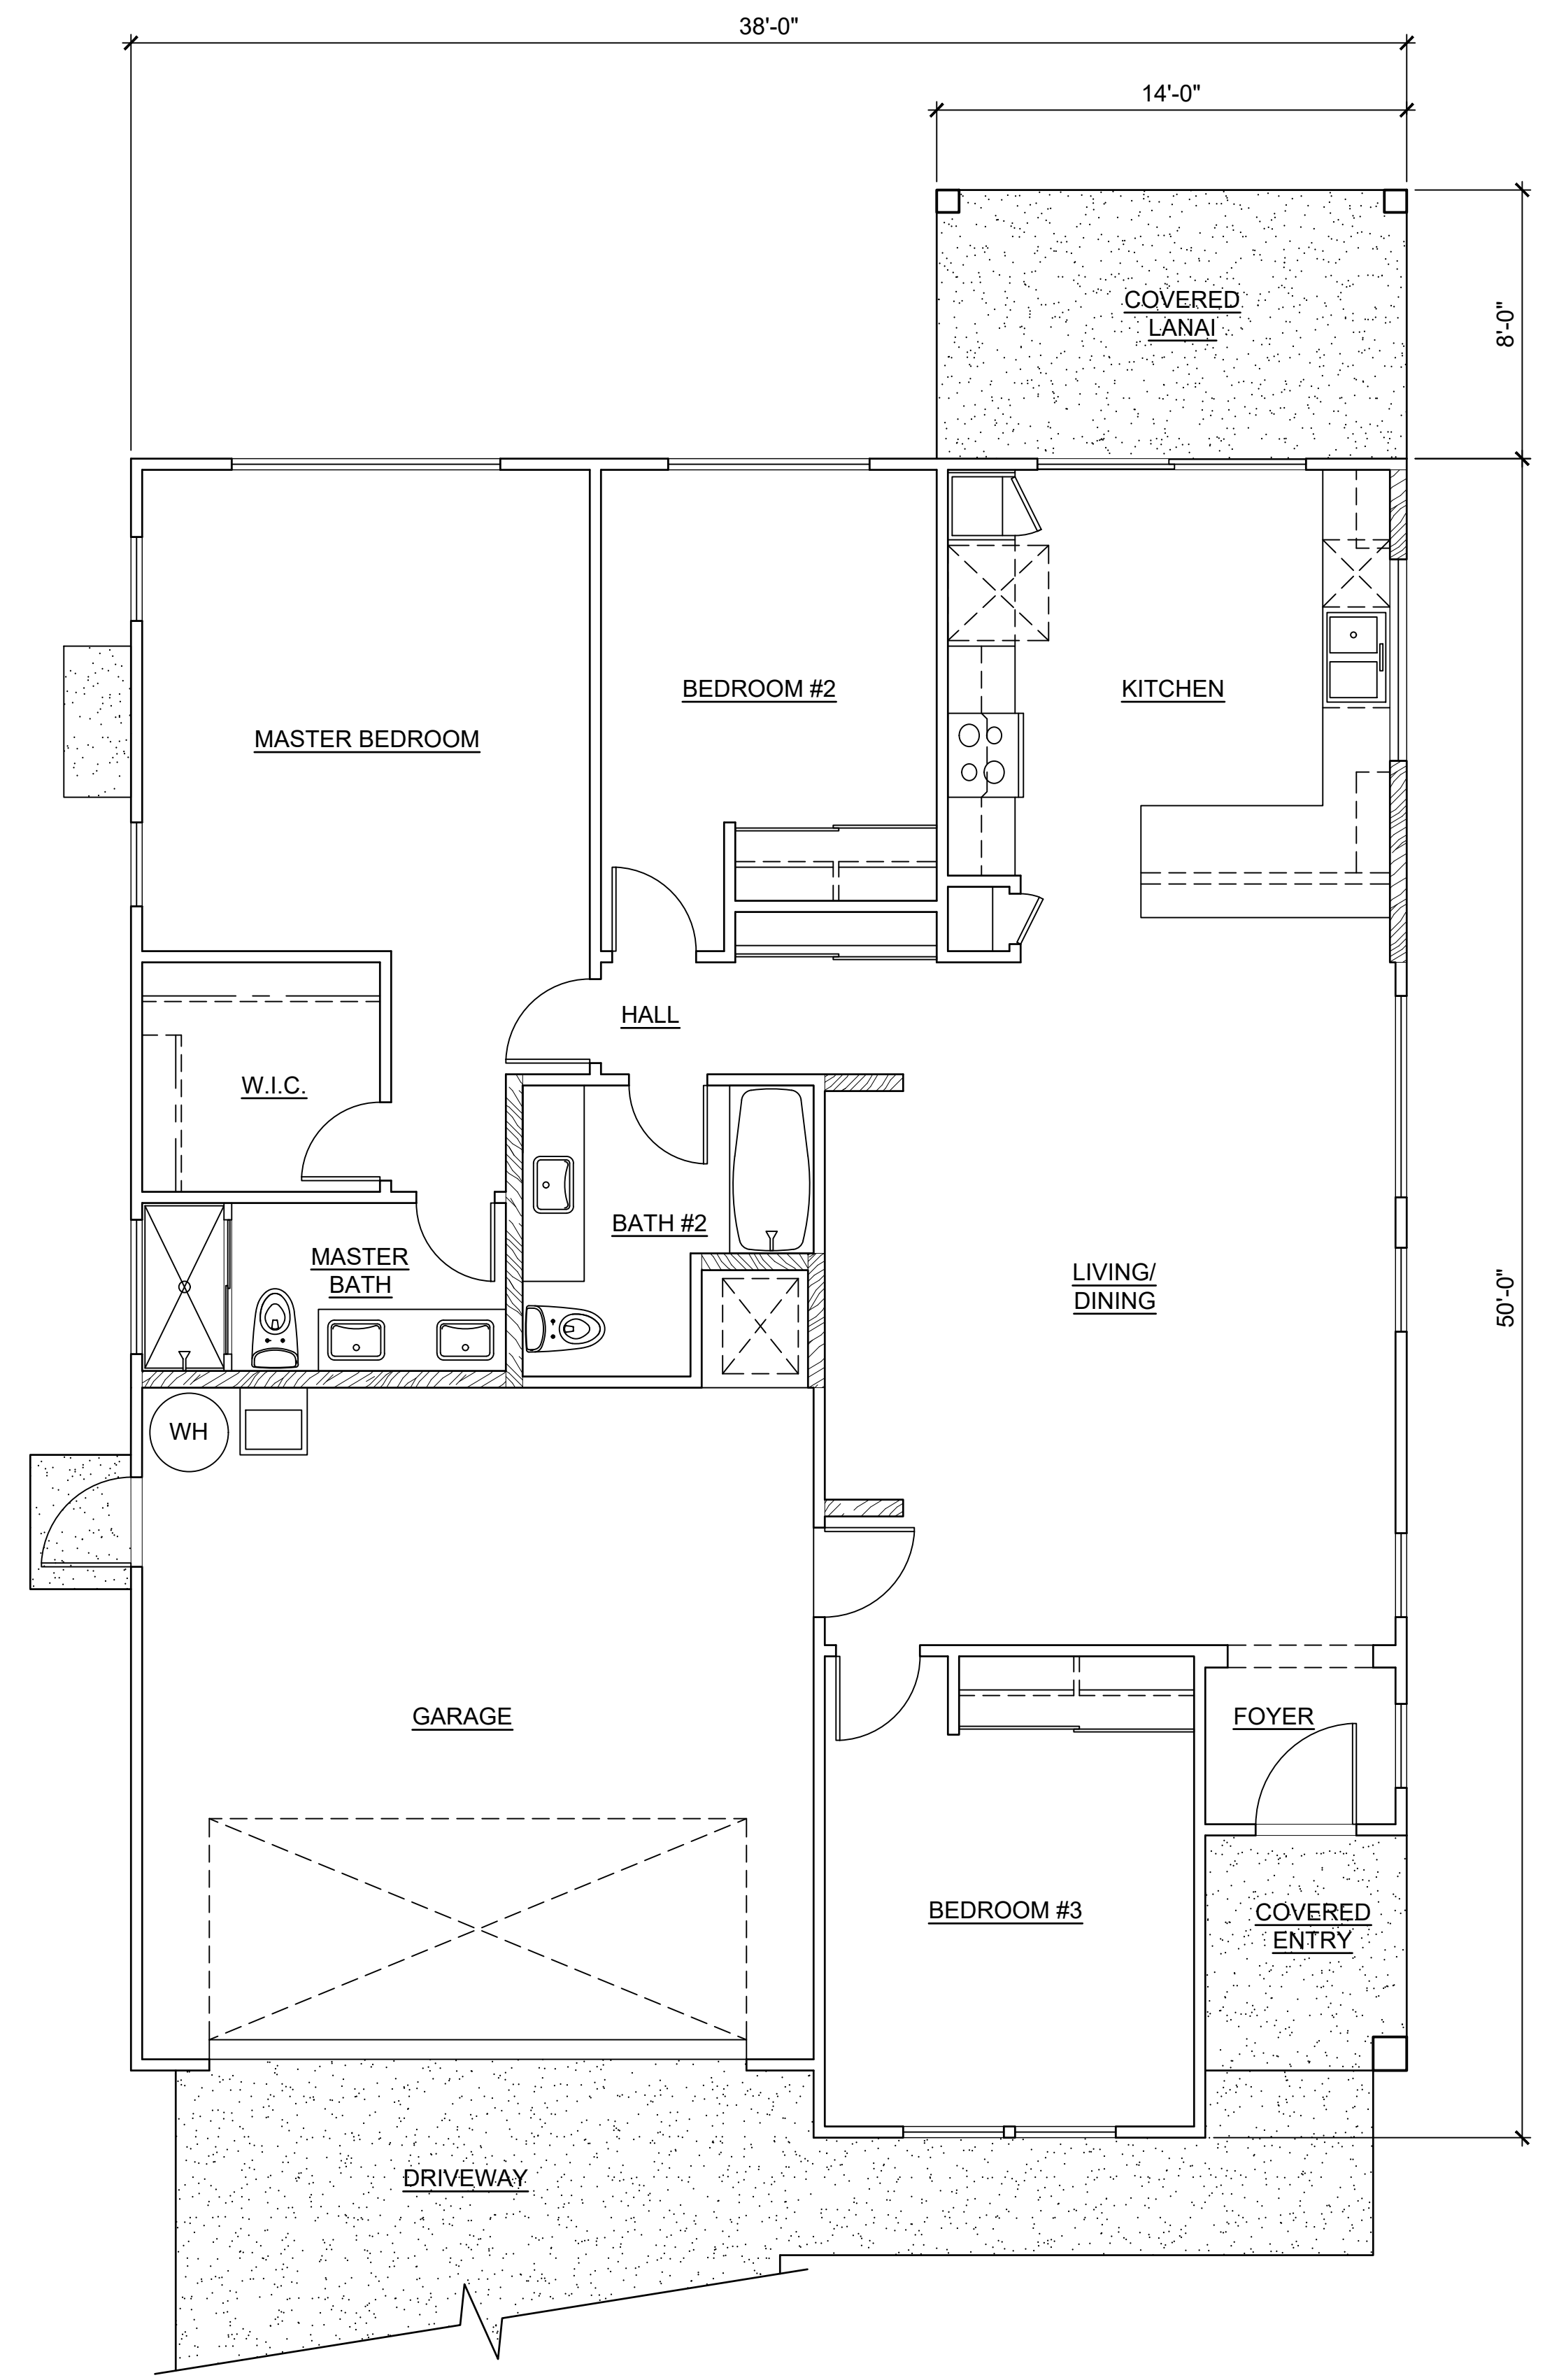 38'-0"
14'-0"
COVERED
LANAI
8'-0"
BEDROOM #2
KITCHEN
MASTER BEDROOM
HALL
W.I.C.
BATH #2
MASTER
BATH
LIVING/
DINING
50'-0"
WH
GARAGE
FOYER
BEDROOM #3
COVERED
ENTRY
DRIVEWAY